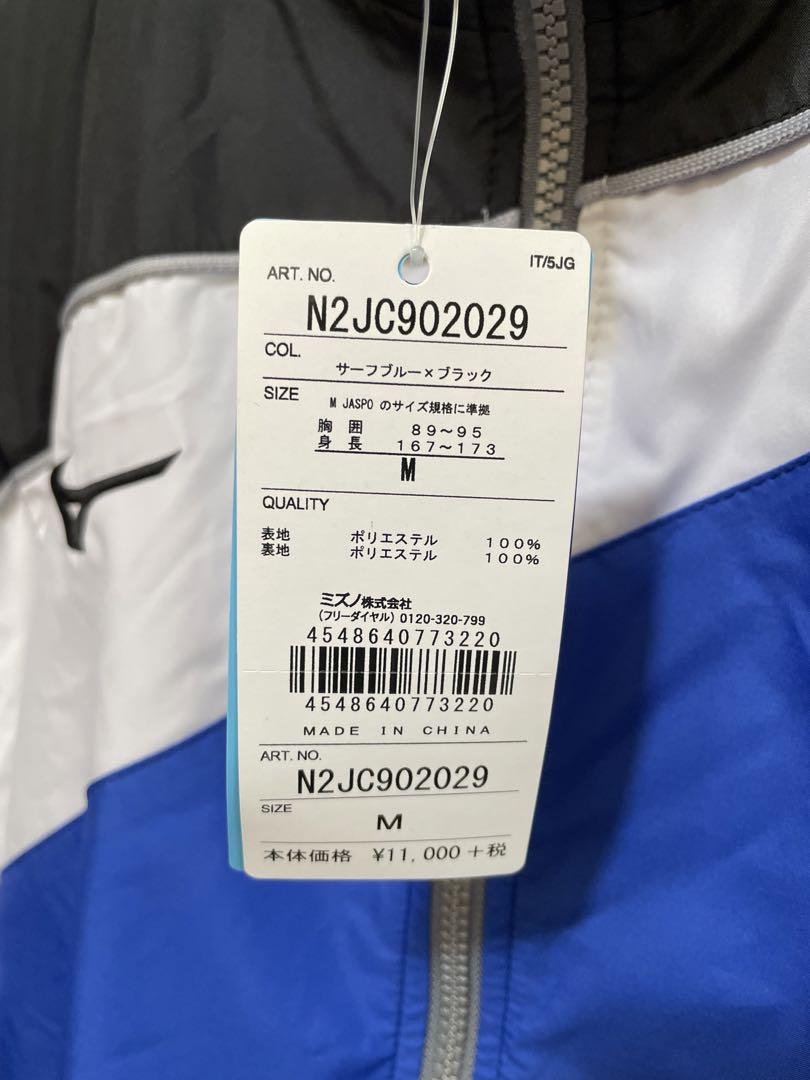 IT/5JG
ART. NO.
N2JC902029
COL.
サーフブルー×ブラック
SIZE
M JASPO のサイズ規格に準拠
胸 囲 89～95
身 長 167～173
M
QUALITY
表地 ポリエステル 100%
裏地 ポリエステル 100%
ミズノ株式会社
(フリーダイヤル) 0120-320-799
4548640773220
4548640773220
MADE IN CHINA
ART. NO.
N2JC902029
SIZE
M
本体価格 ¥11,000 +税